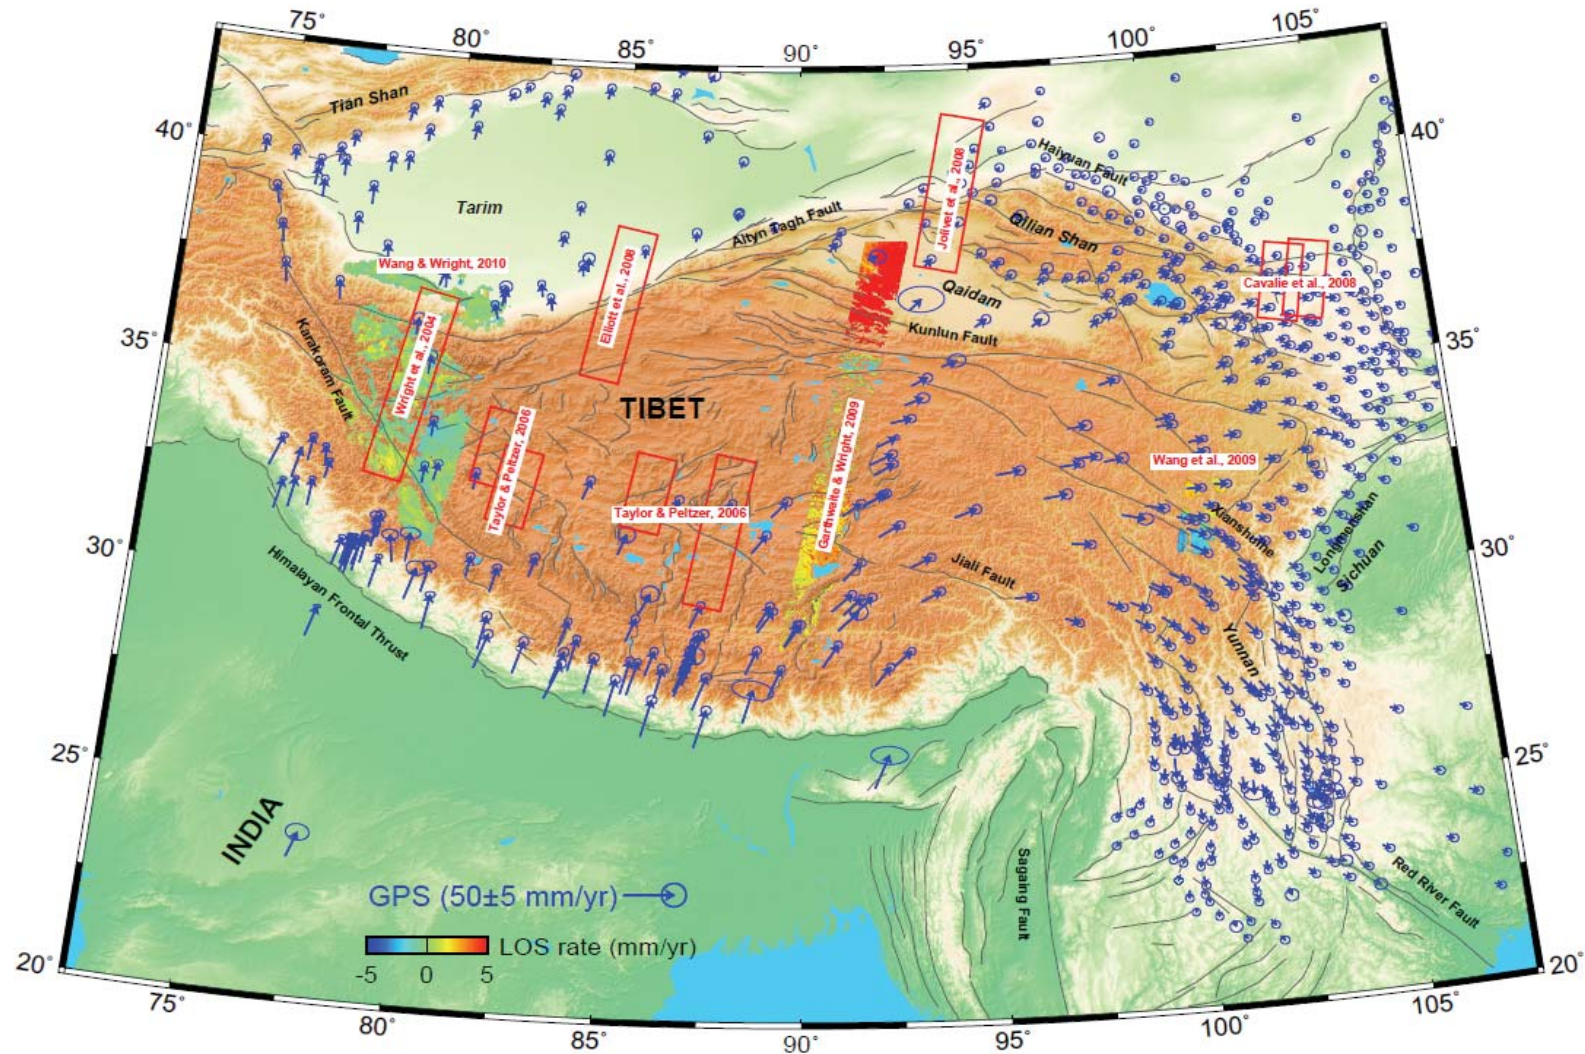 75°
80°
85°
90°
95°
100°
105°
Tian Shan
40°
40°
Haiyuan Fault
Jolivet et al., 2008
Tarim
Altyn Tagh Fault
Qilian Shan
Wang & Wright, 2010
Elliott et al., 2008
Qaidam
Cavalie et al., 2008
35°
35°
Karakoram Fault
Wright et al., 2004
Kunlun Fault
TIBET
Taylor & Peltzer, 2006
Garthwaite & Wright, 2009
Wang et al., 2009
Taylor & Peltzer, 2006
Xianshuihe
Longmenshan
30°
30°
Himalayan Frontal Thrust
Jiali Fault
Sichuan
Yunnan
25°
25°
INDIA
GPS (50±5 mm/yr)
Sagaing Fault
Red River Fault
LOS rate (mm/yr)
-5 0 5
20°
20°
75°
80°
85°
90°
95°
100°
105°